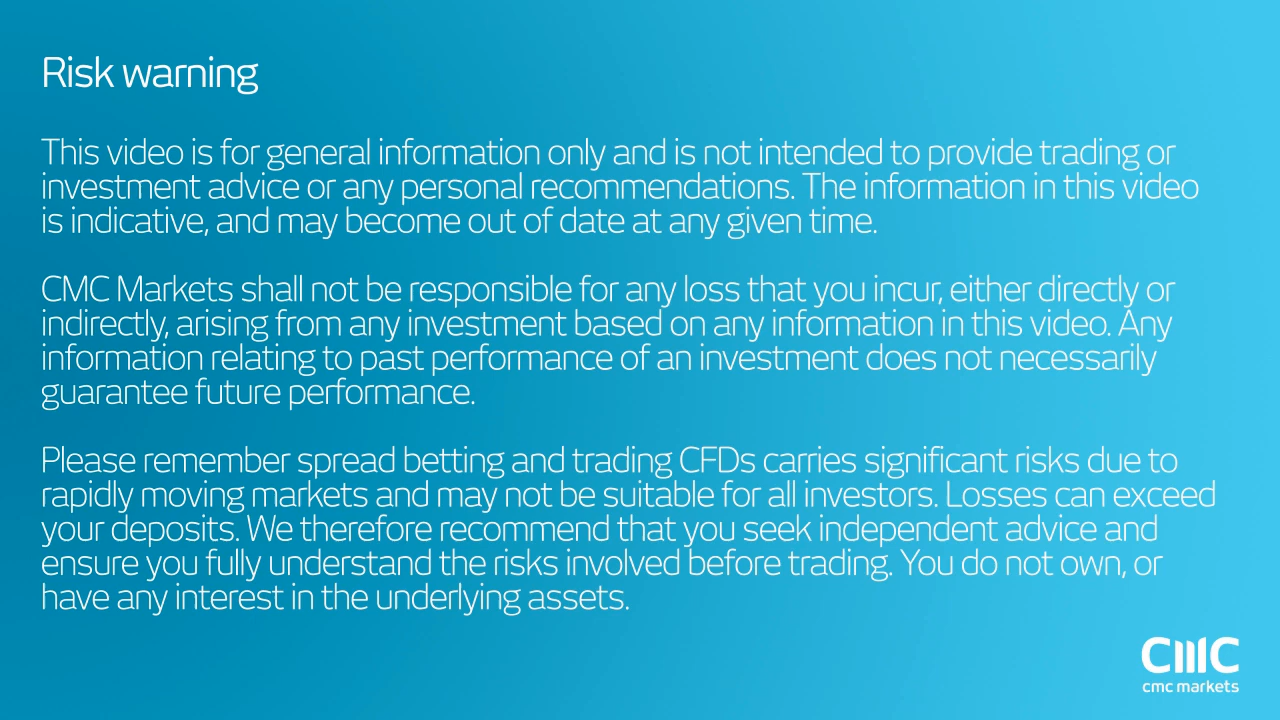 Risk warning
This video is for general information only and is not intended to provide trading or
investment advice or any personal recommendations. The information in this video
is indicative, and may become out of date at any given time.
CMC Markets shall not be responsible for any loss that you incur, either directly or
indirectly, arising from any investment based on any information in this video. Any
information relating to past performance of an investment does not necessarily
guarantee future performance.
Please remember spread betting and trading CFDs carries significant risks due to
rapidly moving markets and may not be suitable for all investors. Losses can exceed
your deposits. We therefore recommend that you seek independent advice and
ensure you fully understand the risks involved before trading. You do not own, or
have any interest in the underlying assets.
CMC
cmc markets